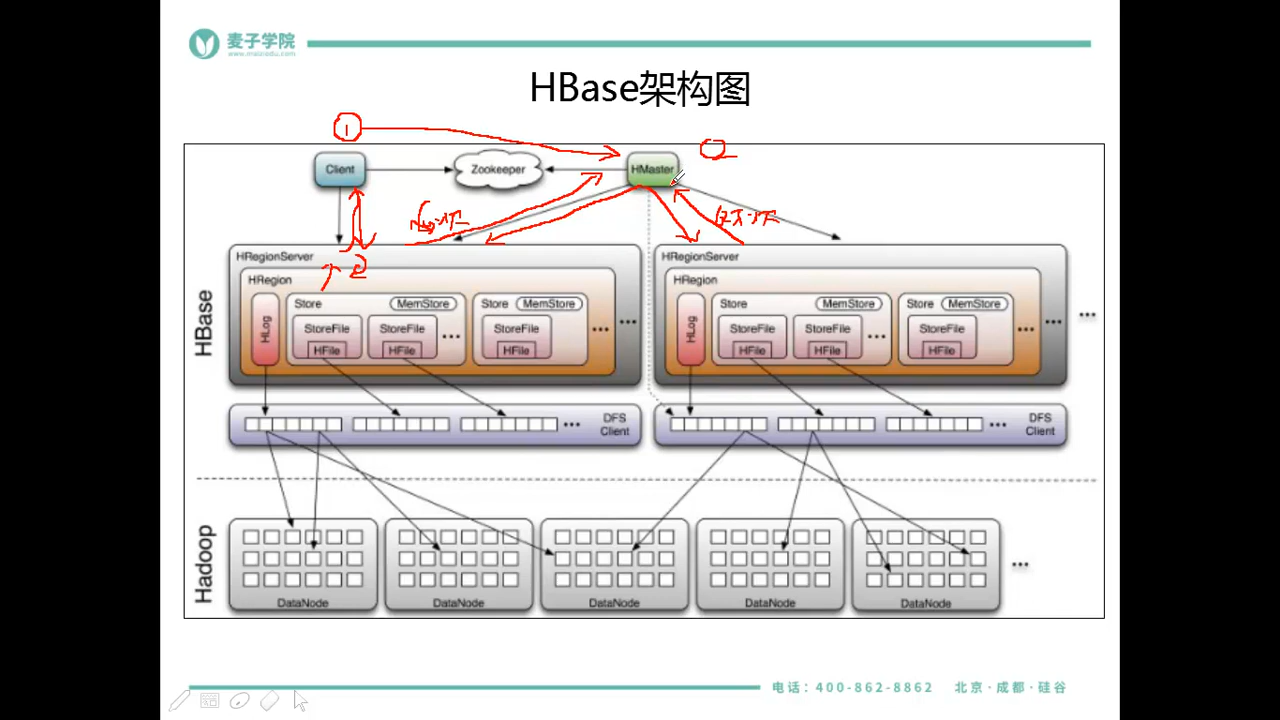 麦子学院
www.maiziedu.com
HBase架构图
①
②
Client
Zookeeper
HMaster
HBase
HRegionServer
HRegion
HLog
Store
MemStore
StoreFile
HFile
StoreFile
HFile
...
Store
MemStore
StoreFile
HFile
...
...
HRegionServer
HRegion
HLog
Store
MemStore
StoreFile
HFile
StoreFile
HFile
...
Store
MemStore
StoreFile
HFile
...
...
...
... DFS Client
... DFS Client
Hadoop
DataNode
DataNode
DataNode
DataNode
DataNode
...
电话：400-862-8862 北京·成都·硅谷